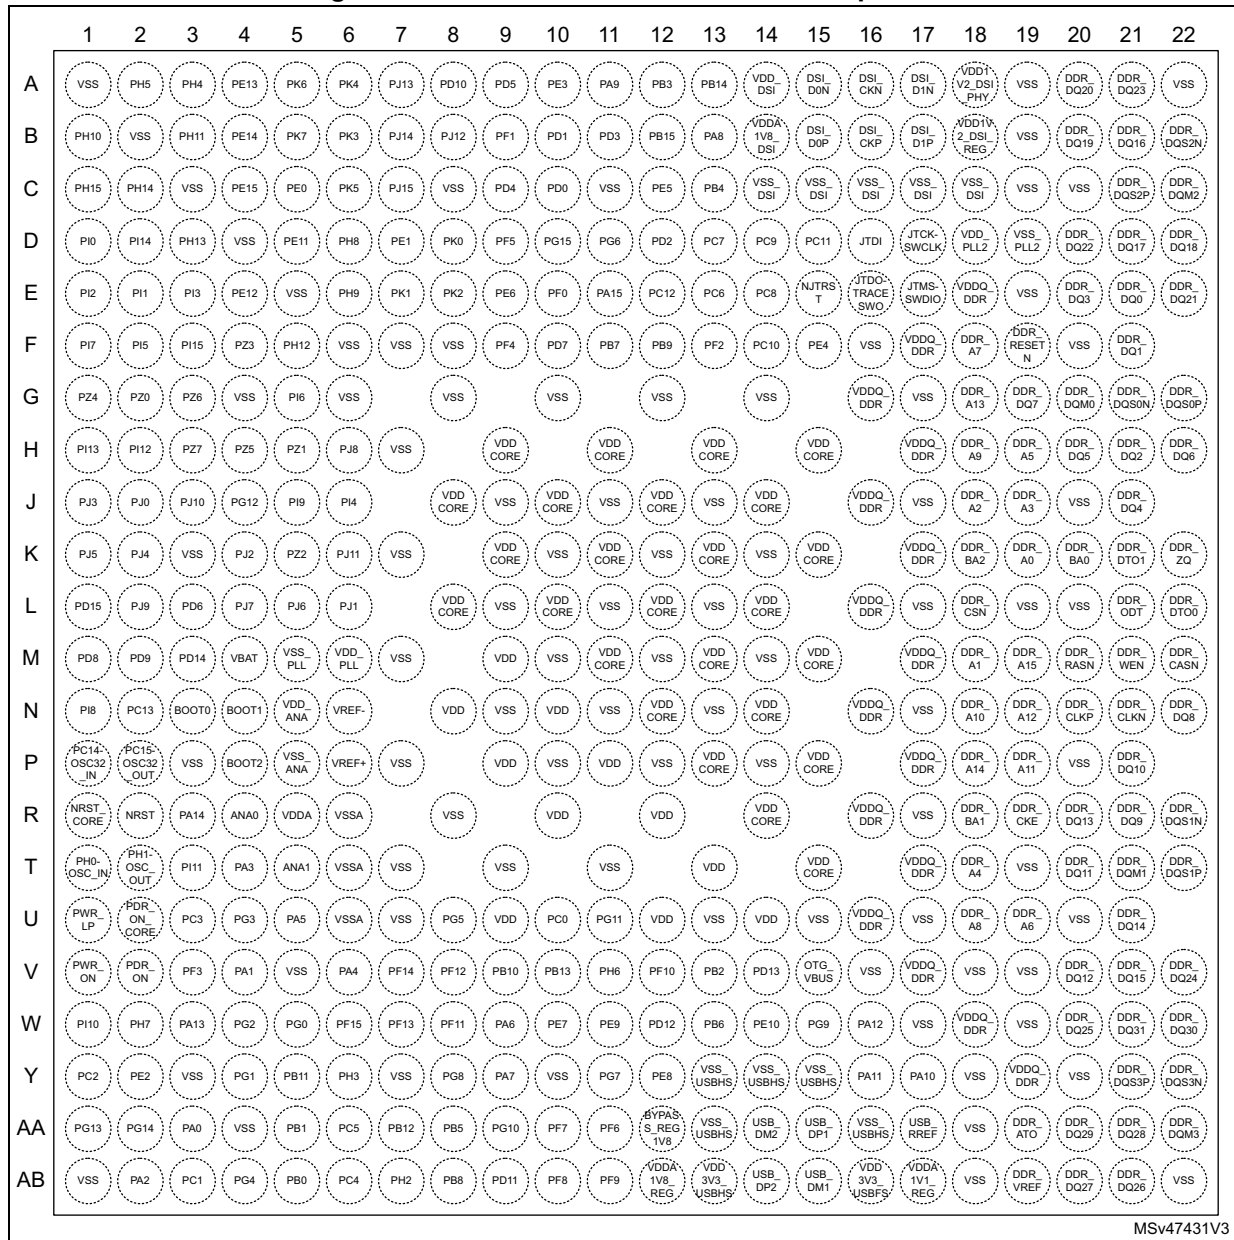 1 2 3 4 5 6 7 8 9 10 11 12 13 14 15 16 17 18 19 20 21 22
A VSS PH5 PH4 PE13 PK6 PK4 PJ13 PD10 PD5 PE3 PA9 PB3 PB14 VDD_DSI DSI_D0N DSI_CKN DSI_D1N VDD1V2_DSI_PHY VSS DDR_DQ20 DDR_DQ23 VSS
B PH10 VSS PH11 PE14 PK7 PK3 PJ14 PJ12 PF1 PD1 PD3 PB15 PA8 VDDA1V8_DSI DSI_D0P DSI_CKP DSI_D1P VDD1V2_DSI_REG VSS DDR_DQ19 DDR_DQ16 DDR_DQS2N
C PH15 PH14 VSS PE15 PE0 PK5 PJ15 VSS PD4 PD0 VSS PE5 PB4 VSS_DSI VSS_DSI VSS_DSI VSS_DSI VSS_DSI VSS VSS DDR_DQS2P DDR_DQM2
D PI0 PI14 PH13 VSS PE11 PH8 PE1 PK0 PF5 PG15 PG6 PD2 PC7 PC9 PC11 JTDI JTCK-SWCLK VDD_PLL2 VSS_PLL2 DDR_DQ22 DDR_DQ17 DDR_DQ18
E PI2 PI1 PI3 PE12 VSS PH9 PK1 PK2 PE6 PF0 PA15 PC12 PC6 PC8 NJTRST JTDO-TRACESWO JTMS-SWDIO VDDQ_DDR VSS DDR_DQ3 DDR_DQ0 DDR_DQ21
F PI7 PI5 PI15 PZ3 PH12 VSS VSS VSS PF4 PD7 PB7 PB9 PF2 PC10 PE4 VSS VDDQ_DDR DDR_A7 DDR_RESETN VSS DDR_DQ1
G PZ4 PZ0 PZ6 VSS PI6 VSS VSS VSS VSS VSS VDDQ_DDR VSS DDR_A13 DDR_DQ7 DDR_DQM0 DDR_DQS0N DDR_DQS0P
H PI13 PI12 PZ7 PZ5 PZ1 PJ8 VSS VDD CORE VDD CORE VDD CORE VDD CORE VDDQ_DDR DDR_A9 DDR_A5 DDR_DQ5 DDR_DQ2 DDR_DQ6
J PJ3 PJ0 PJ10 PG12 PI9 PI4 VDD CORE VSS VDD CORE VSS VDD CORE VSS VDD CORE VDDQ_DDR VSS DDR_A2 DDR_A3 VSS DDR_DQ4
K PJ5 PJ4 VSS PJ2 PZ2 PJ11 VSS VDD CORE VSS VDD CORE VSS VDD CORE VSS VDD CORE VDDQ_DDR DDR_BA2 DDR_A0 DDR_BA0 DDR_DTO1 DDR_ZQ
L PD15 PJ9 PD6 PJ7 PJ6 PJ1 VDD CORE VSS VDD CORE VSS VDD CORE VSS VDD CORE VDDQ_DDR VSS DDR_CSN VSS VSS DDR_ODT DDR_DTO0
M PD8 PD9 PD14 VBAT VSS_PLL VDD_PLL VSS VDD VSS VDD CORE VSS VDD CORE VSS VDD CORE VDDQ_DDR DDR_A1 DDR_A15 DDR_RASN DDR_WEN DDR_CASN
N PI8 PC13 BOOT0 BOOT1 VDD_ANA VREF- VDD VSS VDD VSS VDD CORE VSS VDD CORE VDDQ_DDR VSS DDR_A10 DDR_A12 DDR_CLKP DDR_CLKN DDR_DQ8
P PC14-OSC32_IN PC15-OSC32_OUT VSS BOOT2 VSS_ANA VREF+ VSS VDD VSS VDD VSS VDD CORE VSS VDD CORE VDDQ_DDR DDR_A14 DDR_A11 VSS DDR_DQ10
R NRST_CORE NRST PA14 ANA0 VDDA VSSA VSS VDD VDD VDD CORE VDDQ_DDR VSS DDR_BA1 DDR_CKE DDR_DQ13 DDR_DQ9 DDR_DQS1N
T PH0-OSC_IN PH1-OSC_OUT PI11 PA3 ANA1 VSSA VSS VSS VSS VDD VDD CORE VDDQ_DDR DDR_A4 VSS DDR_DQ11 DDR_DQM1 DDR_DQS1P
U PWR_LP PDR_ON_CORE PC3 PG3 PA5 VSSA VSS PG5 VDD PC0 PG11 VDD VSS VDD VSS VDDQ_DDR VSS DDR_A8 DDR_A6 VSS DDR_DQ14
V PWR_ON PDR_ON PF3 PA1 VSS PA4 PF14 PF12 PB10 PB13 PH6 PF10 PB2 PD13 OTG_VBUS VSS VDDQ_DDR VSS VSS DDR_DQ12 DDR_DQ15 DDR_DQ24
W PI10 PH7 PA13 PG2 PG0 PF15 PF13 PF11 PA6 PE7 PE9 PD12 PB6 PE10 PG9 PA12 VSS VDDQ_DDR VSS DDR_DQ25 DDR_DQ31 DDR_DQ30
Y PC2 PE2 VSS PG1 PB11 PH3 VSS PG8 PA7 VSS PG7 PE8 VSS_USBHS VSS_USBHS VSS_USBHS PA11 PA10 VSS VDDQ_DDR VSS DDR_DQS3P DDR_DQS3N
AA PG13 PG14 PA0 VSS PB1 PC5 PB12 PB5 PG10 PF7 PF6 BYPASS_REG1V8 VSS_USBHS USB_DM2 USB_DP1 VSS_USBHS USB_RREF VSS DDR_ATO DDR_DQ29 DDR_DQ28 DDR_DQM3
AB VSS PA2 PC1 PG4 PB0 PC4 PH2 PB8 PD11 PF8 PF9 VDDA1V8_REG VDD3V3_USBHS USB_DP2 USB_DM1 VDD3V3_USBFS VDDA1V1_REG VSS DDR_VREF DDR_DQ27 DDR_DQ26 VSS
MSv47431V3